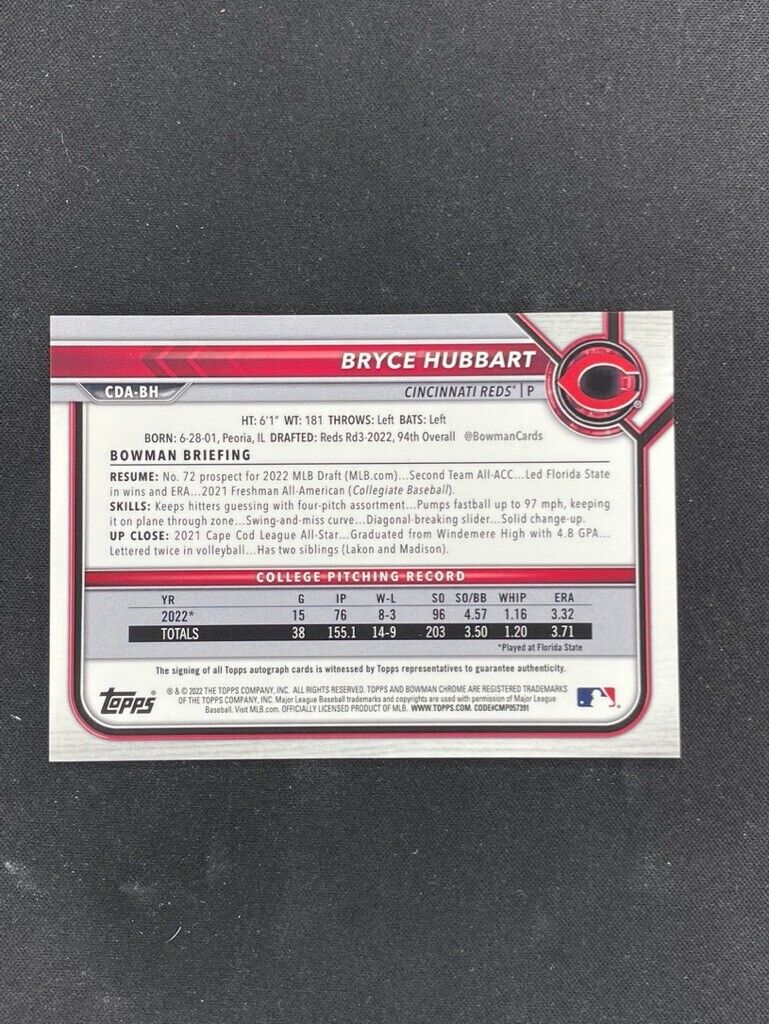 BRYCE HUBBART
CDA-BH
CINCINNATI REDS® | P
HT: 6'1" WT: 181 THROWS: Left BATS: Left
BORN: 6-28-01, Peoria, IL DRAFTED: Reds Rd3-2022, 94th Overall @BowmanCards
BOWMAN BRIEFING
RESUME: No. 72 prospect for 2022 MLB Draft (MLB.com)...Second Team All-ACC...Led Florida State
in wins and ERA...2021 Freshman All-American (Collegiate Baseball).
SKILLS: Keeps hitters guessing with four-pitch assortment...Pumps fastball up to 97 mph, keeping
it on plane through zone...Swing-and-miss curve...Diagonal-breaking slider...Solid change-up.
UP CLOSE: 2021 Cape Cod League All-Star...Graduated from Windemere High with 4.8 GPA...
Lettered twice in volleyball...Has two siblings (Lakon and Madison).
COLLEGE PITCHING RECORD
YR G IP W-L SO SO/BB WHIP ERA
2022* 15 76 8-3 96 4.57 1.16 3.32
TOTALS 38 155.1 14-9 203 3.50 1.20 3.71
*Played at Florida State
The signing of all Topps autograph cards is witnessed by Topps representatives to guarantee authenticity.
TOPPS®
® & © 2022 THE TOPPS COMPANY, INC. ALL RIGHTS RESERVED. TOPPS AND BOWMAN CHROME ARE REGISTERED TRADEMARKS
OF THE TOPPS COMPANY, INC. Major League Baseball trademarks and copyrights are used with permission of Major League
Baseball. Visit MLB.com. OFFICIALLY LICENSED PRODUCT OF MLB. WWW.TOPPS.COM. CODE#CMP057391